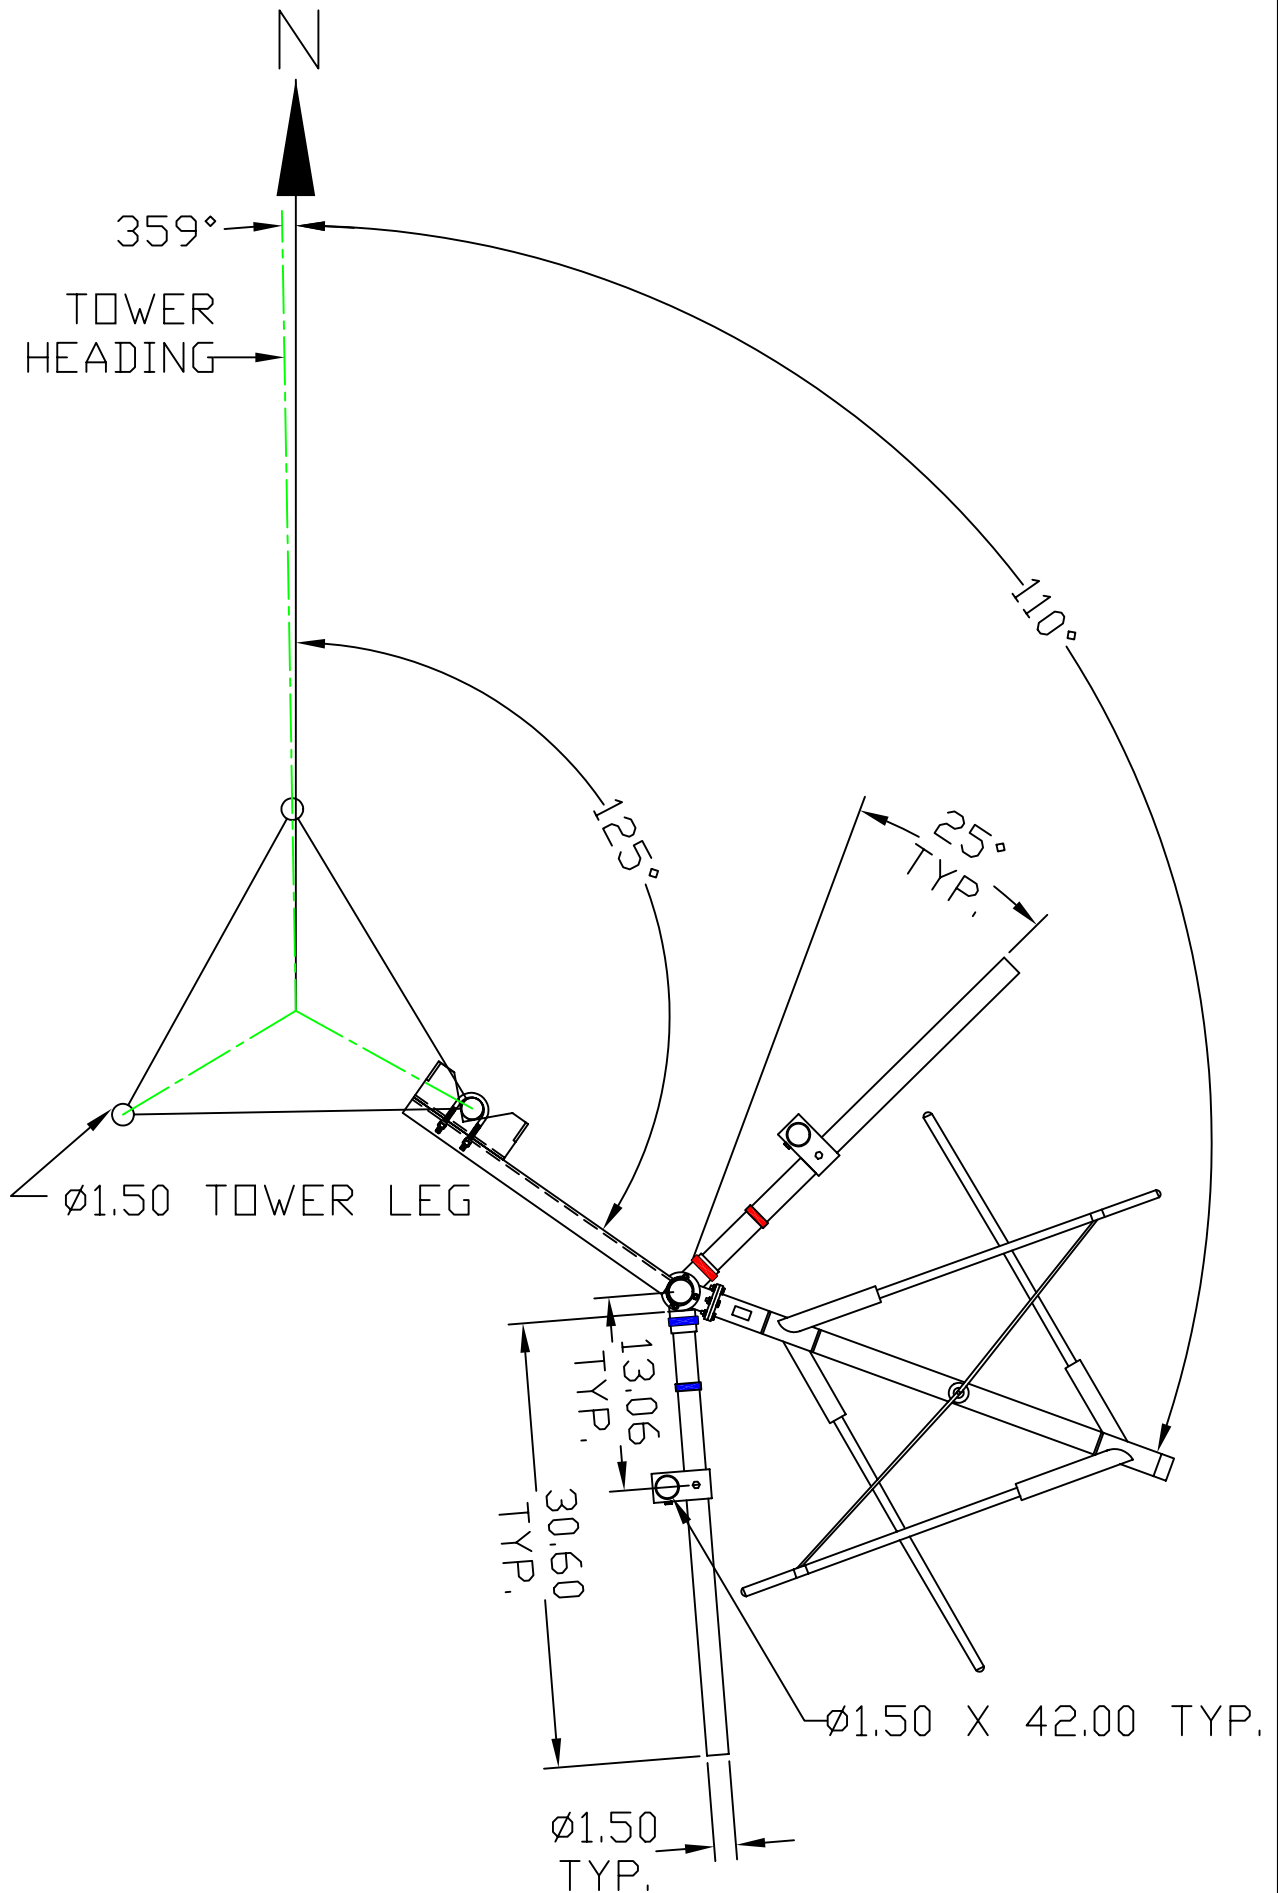 N
359°
TOWER
HEADING
110°
125°
25°
TYP.
Ø1.50 TOWER LEG
13.06
TYP.
30.60
TYP.
Ø1.50 X 42.00 TYP.
Ø1.50
TYP.